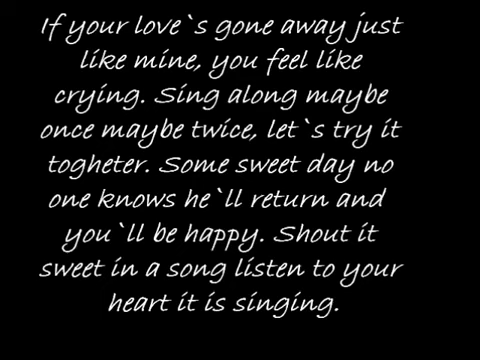 If your love`s gone away just
like mine, you feel like
crying. Sing along maybe
once maybe twice, let`s try it
togheter. Some sweet day no
one knows he`ll return and
you`ll be happy. Shout it
sweet in a song listen to your
heart it is singing.